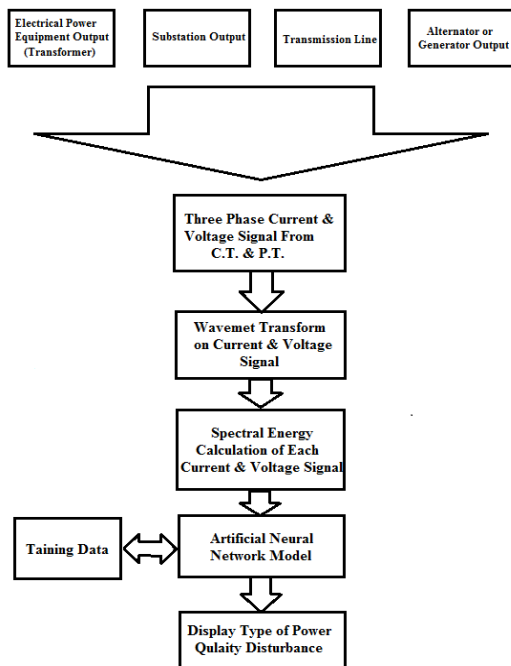 Electrical Power
Equipment Output
(Transformer)
Substation Output
Transmission Line
Alternator or
Generator Output
Three Phase Current &
Voltage Signal From
C.T. & P.T.
Wavemet Transform
on Current & Voltage
Signal
Spectral Energy
Calculation of Each
Current & Voltage Signal
Taining Data
Artificial Neural
Network Model
Display Type of Power
Qulaity Disturbance